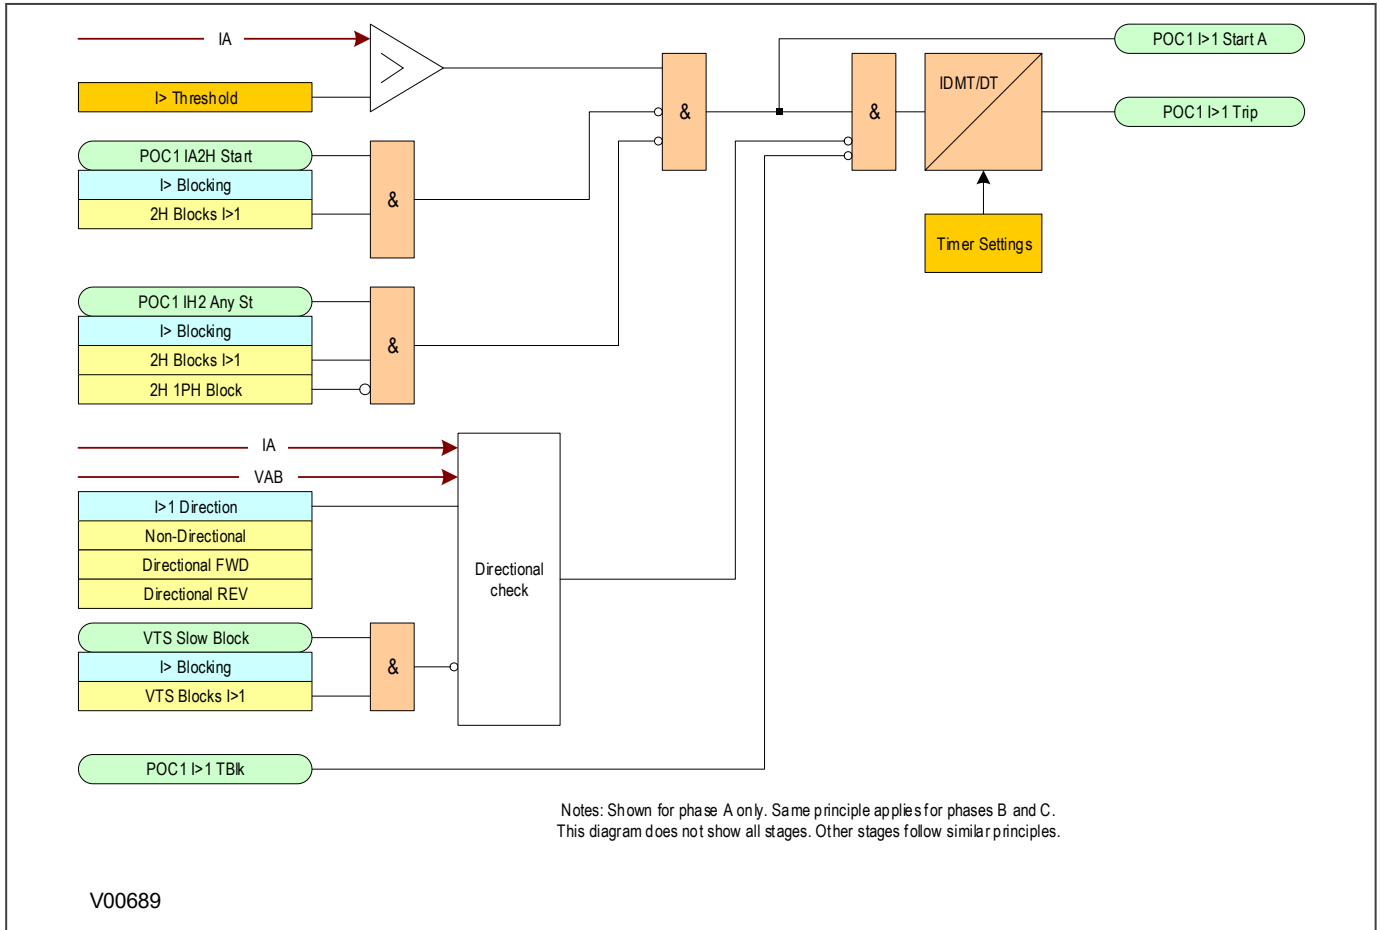 IA
POC1 I>1 Start A
I> Threshold
&
&
IDMT/DT
POC1 I>1 Trip
POC1 IA2H Start
I> Blocking
2H Blocks I>1
&
Timer Settings
POC1 IH2 Any St
I> Blocking
2H Blocks I>1
2H 1PH Block
&
IA
VAB
I>1 Direction
Non-Directional
Directional FWD
Directional REV
Directional
check
VTS Slow Block
I> Blocking
VTS Blocks I>1
&
POC1 I>1 TBlk
Notes: Shown for phase A only. Same principle applies for phases B and C.
This diagram does not show all stages. Other stages follow similar principles.
V00689